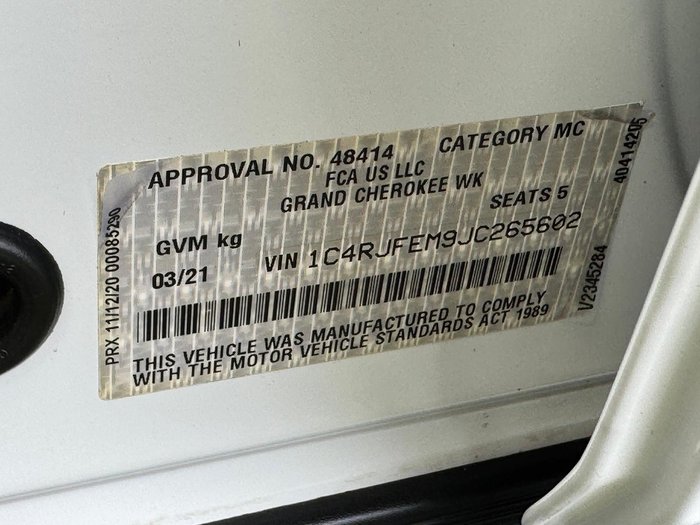 APPROVAL NO. 48414 CATEGORY MC
FCA US LLC
GRAND CHEROKEE WK
GVM kg SEATS 5
03/21 VIN 1C4RJFEM9JC265602
THIS VEHICLE WAS MANUFACTURED TO COMPLY
WITH THE MOTOR VEHICLE STANDARDS ACT 1989
PRX 11/12/20 00085290
40414206
V2345284